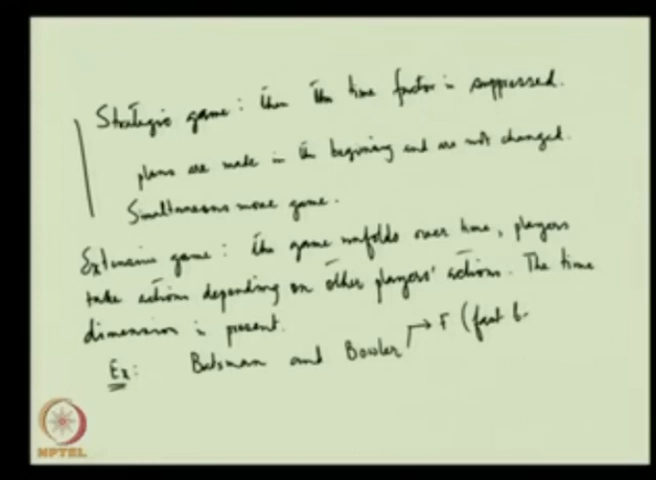 Strategic game: then the time factor is suppressed.
plans are made in the beginning and are not changed.
Simultaneous move game.
Extensive game: the game unfolds over time, players
take actions depending on other players' actions. The time
dimension is present.
Ex: Batsman and Bowler → F (fast b
NPTEL